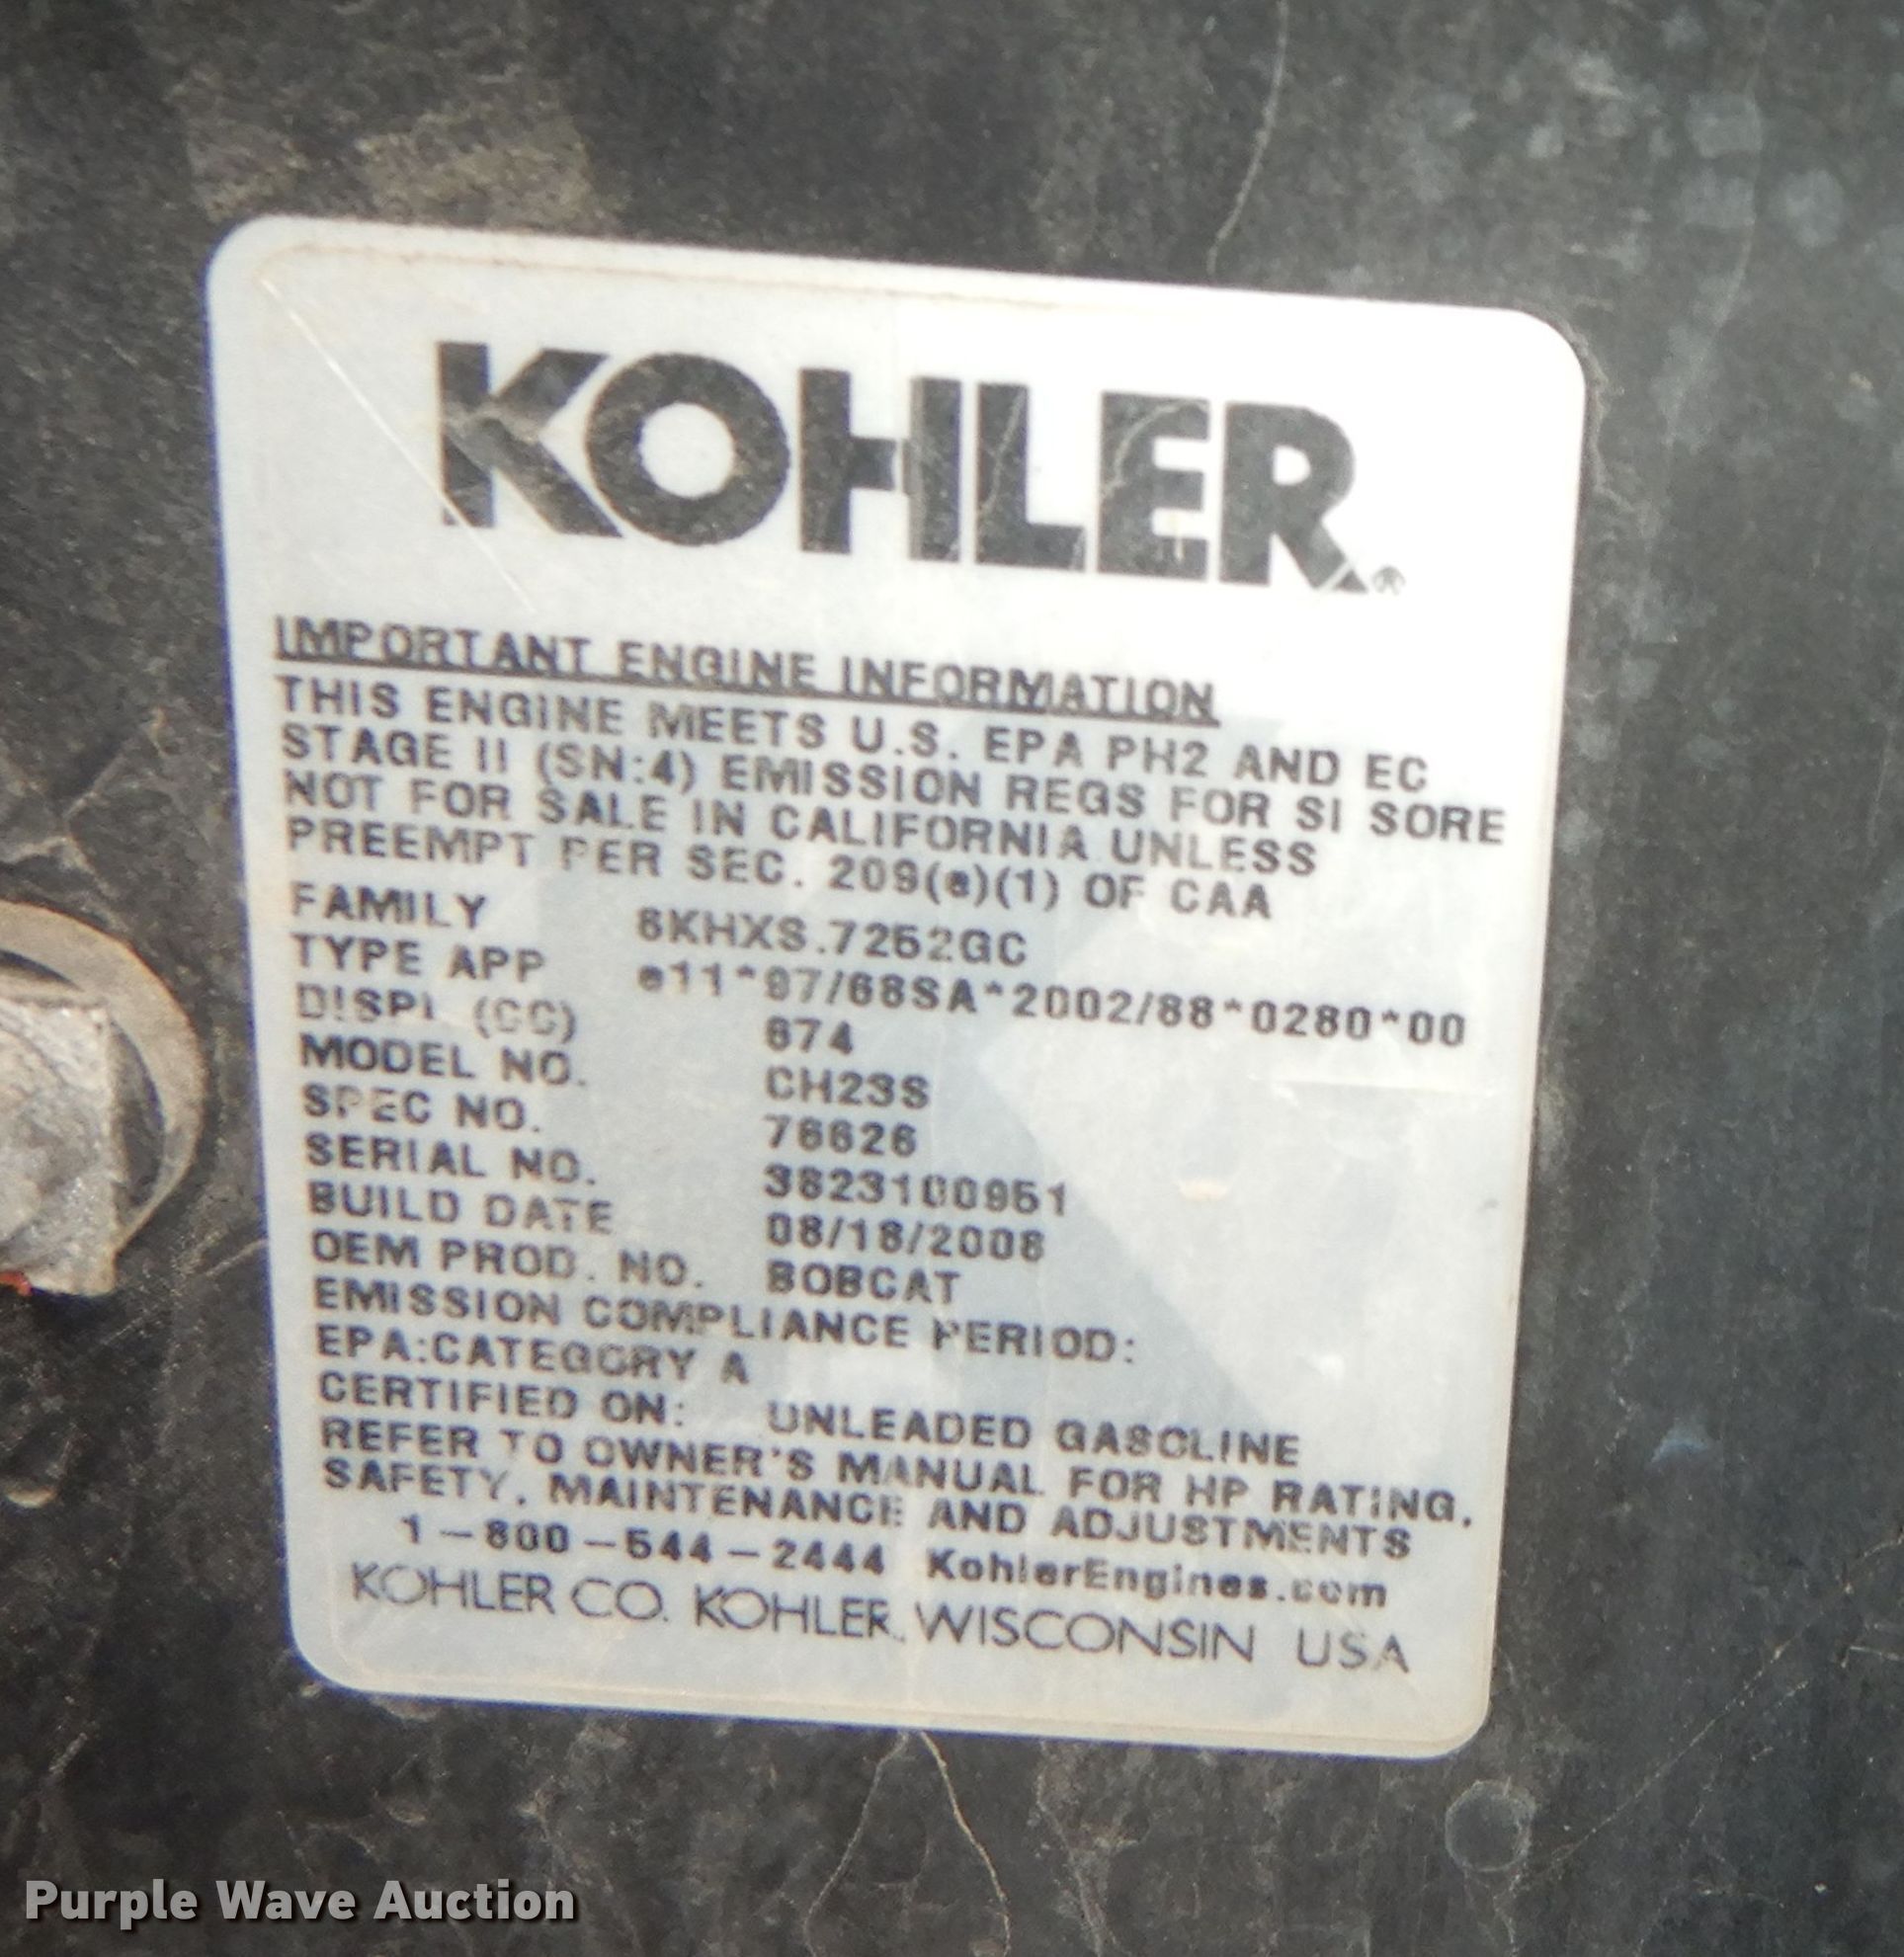 KOHLER®
IMPORTANT ENGINE INFORMATION
THIS ENGINE MEETS U.S. EPA PH2 AND EC
STAGE II (SN:4) EMISSION REGS FOR SI SORE
NOT FOR SALE IN CALIFORNIA UNLESS
PREEMPT PER SEC. 209(e)(1) OF CAA
FAMILY 6KHXS.7252GC
TYPE APP e11*97/68SA*2002/88*0280*00
DISPL (CC) 674
MODEL NO. CH23S
SPEC NO. 76626
SERIAL NO. 3623100951
BUILD DATE 08/18/2006
OEM PROD. NO. BOBCAT
EMISSION COMPLIANCE PERIOD:
EPA:CATEGORY A
CERTIFIED ON: UNLEADED GASOLINE
REFER TO OWNER'S MANUAL FOR HP RATING,
SAFETY, MAINTENANCE AND ADJUSTMENTS
1-800-544-2444 KohlerEngines.com
KOHLER CO. KOHLER, WISCONSIN USA
Purple Wave Auction